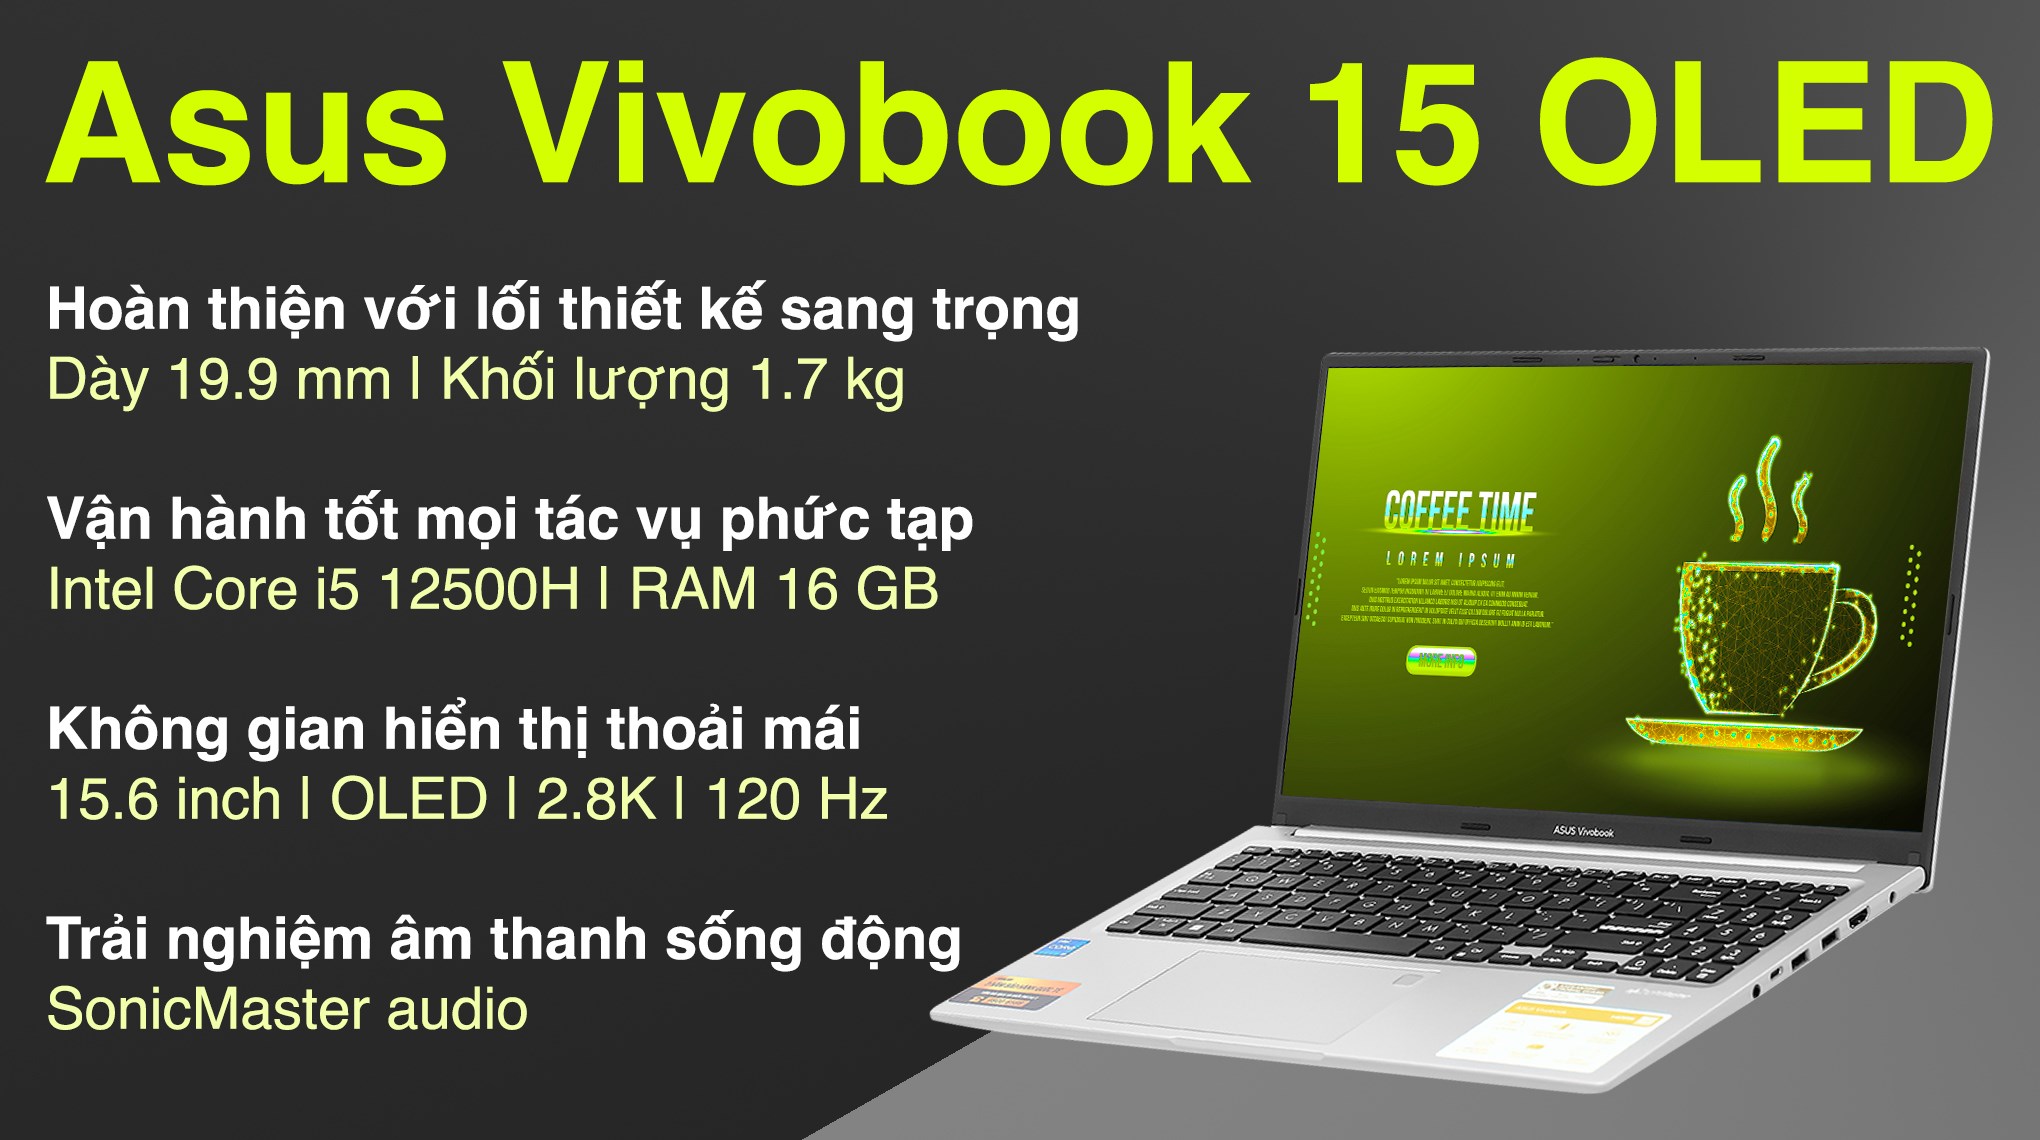 Asus Vivobook 15 OLED
Hoàn thiện với lối thiết kế sang trọng
Dày 19.9 mm | Khối lượng 1.7 kg
Vận hành tốt mọi tác vụ phức tạp
Intel Core i5 12500H | RAM 16 GB
Không gian hiển thị thoải mái
15.6 inch | OLED | 2.8K | 120 Hz
Trải nghiệm âm thanh sống động
SonicMaster audio
COFFEE TIME
LOREM IPSUM
MORE INFO
ASUS Vivobook